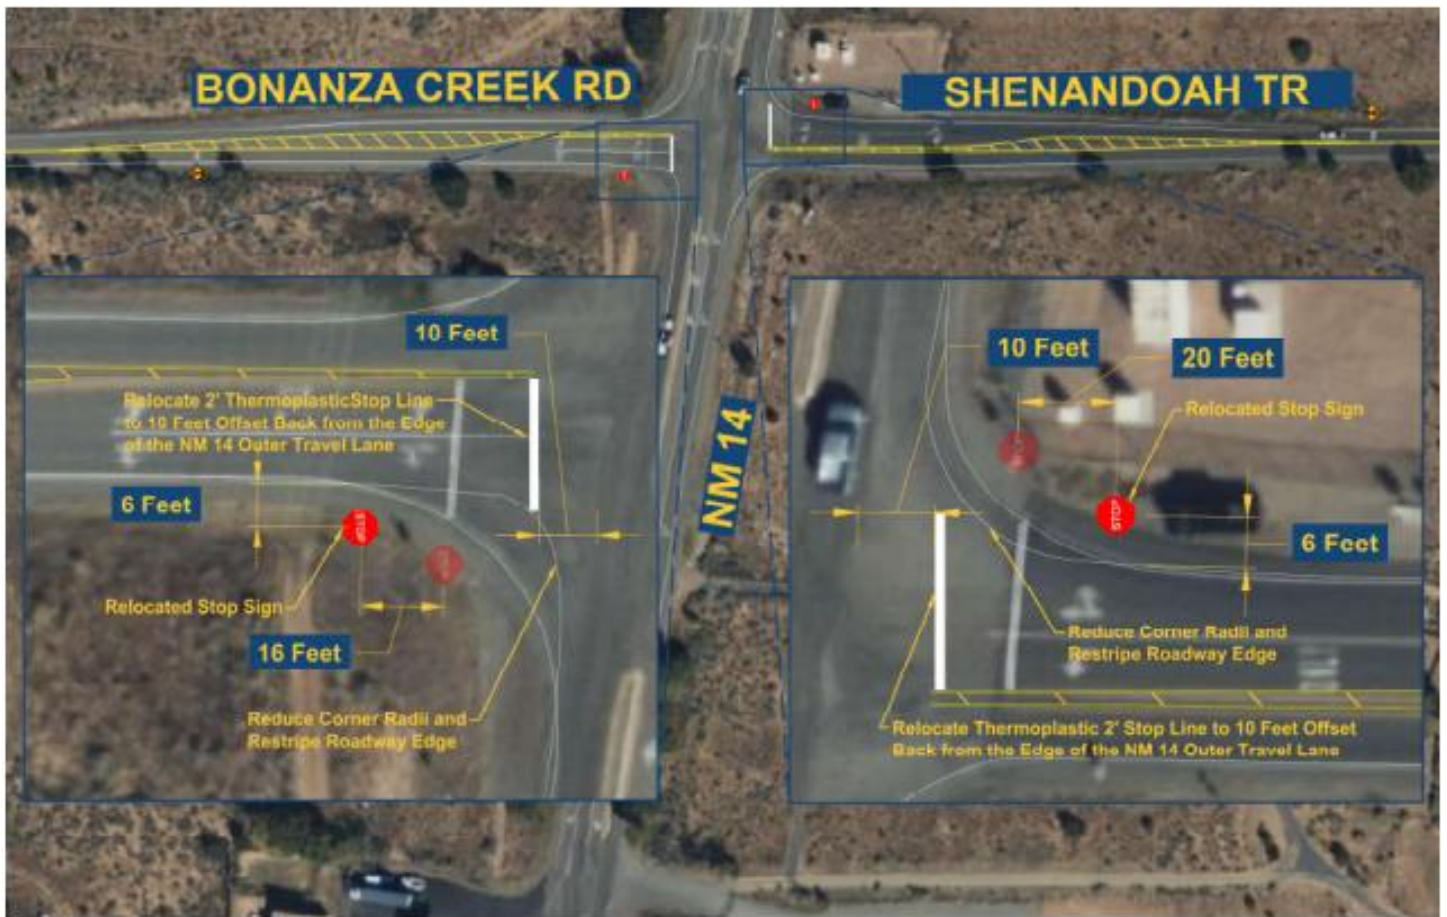 BONANZA CREEK RD
SHENANDOAH TR
NM 14
10 Feet
Relocate 2' ThermoplasticStop Line
to 10 Feet Offset Back from the Edge
of the NM 14 Outer Travel Lane
6 Feet
STOP
Relocated Stop Sign
16 Feet
Reduce Corner Radii and
Restripe Roadway Edge
10 Feet
20 Feet
Relocated Stop Sign
STOP
6 Feet
Reduce Corner Radii and
Restripe Roadway Edge
Relocate Thermoplastic 2' Stop Line to 10 Feet Offset
Back from the Edge of the NM 14 Outer Travel Lane